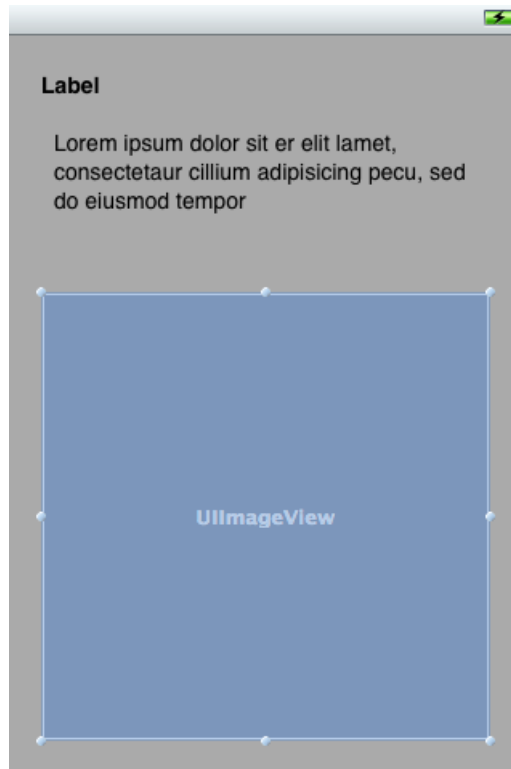 Label
Lorem ipsum dolor sit er elit lamet,
consectetaur cillium adipisicing pecu, sed
do eiusmod tempor
UIImageView